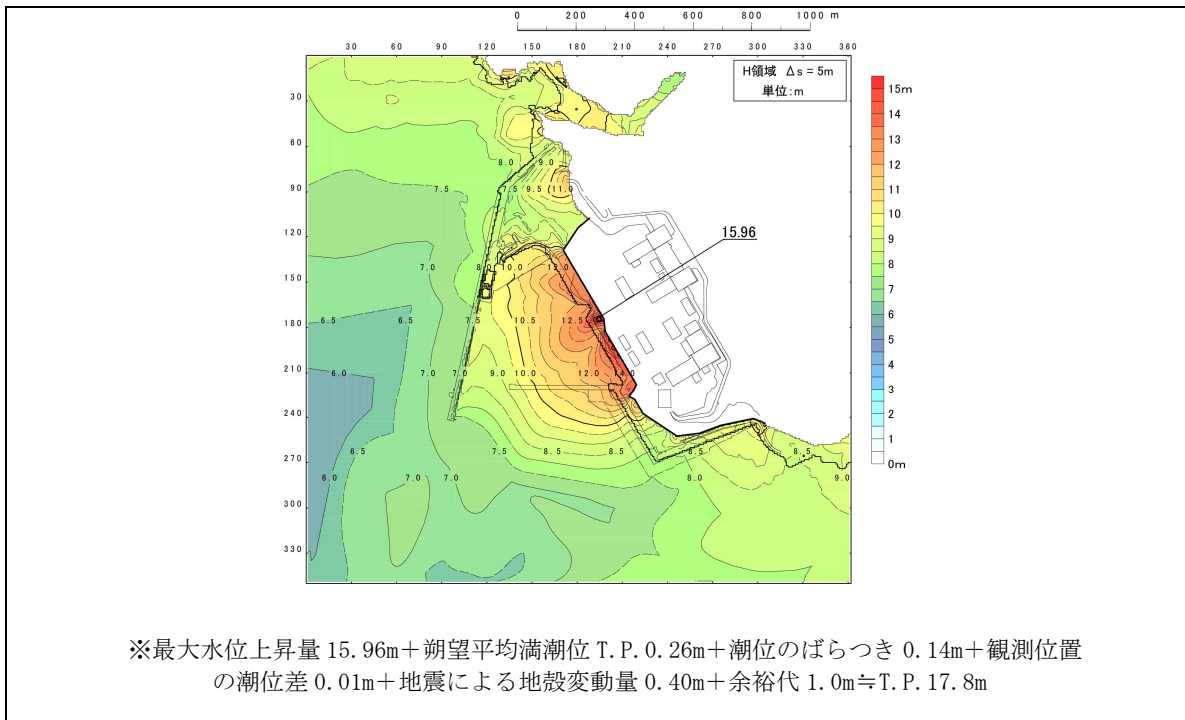 0 200 400 600 800 1000 m
30 60 90 120 150 180 210 240 270 300 330 360
H領域 Δs = 5m
単位:m
15m
14
13
12
11
10
9
8
7
6
5
4
3
2
1
0m
30
60
90
120
150
180
210
240
270
300
330
8.0 9.0
7.5 7.5 9.5 11.0
15.96
7.0 8.0 10.0 12.0
6.5 6.5 7.5 10.5 12.5
6.0 7.0 7.0 9.0 10.0 12.0 14.0
6.5 7.5 8.5 8.5 8.5 8.5
6.0 7.0 7.0 8.0 9.0
※最大水位上昇量 15.96m+朔望平均満潮位 T.P.0.26m+潮位のばらつき 0.14m+観測位置
の潮位差 0.01m+地震による地殻変動量 0.40m+余裕代 1.0m≒T.P.17.8m